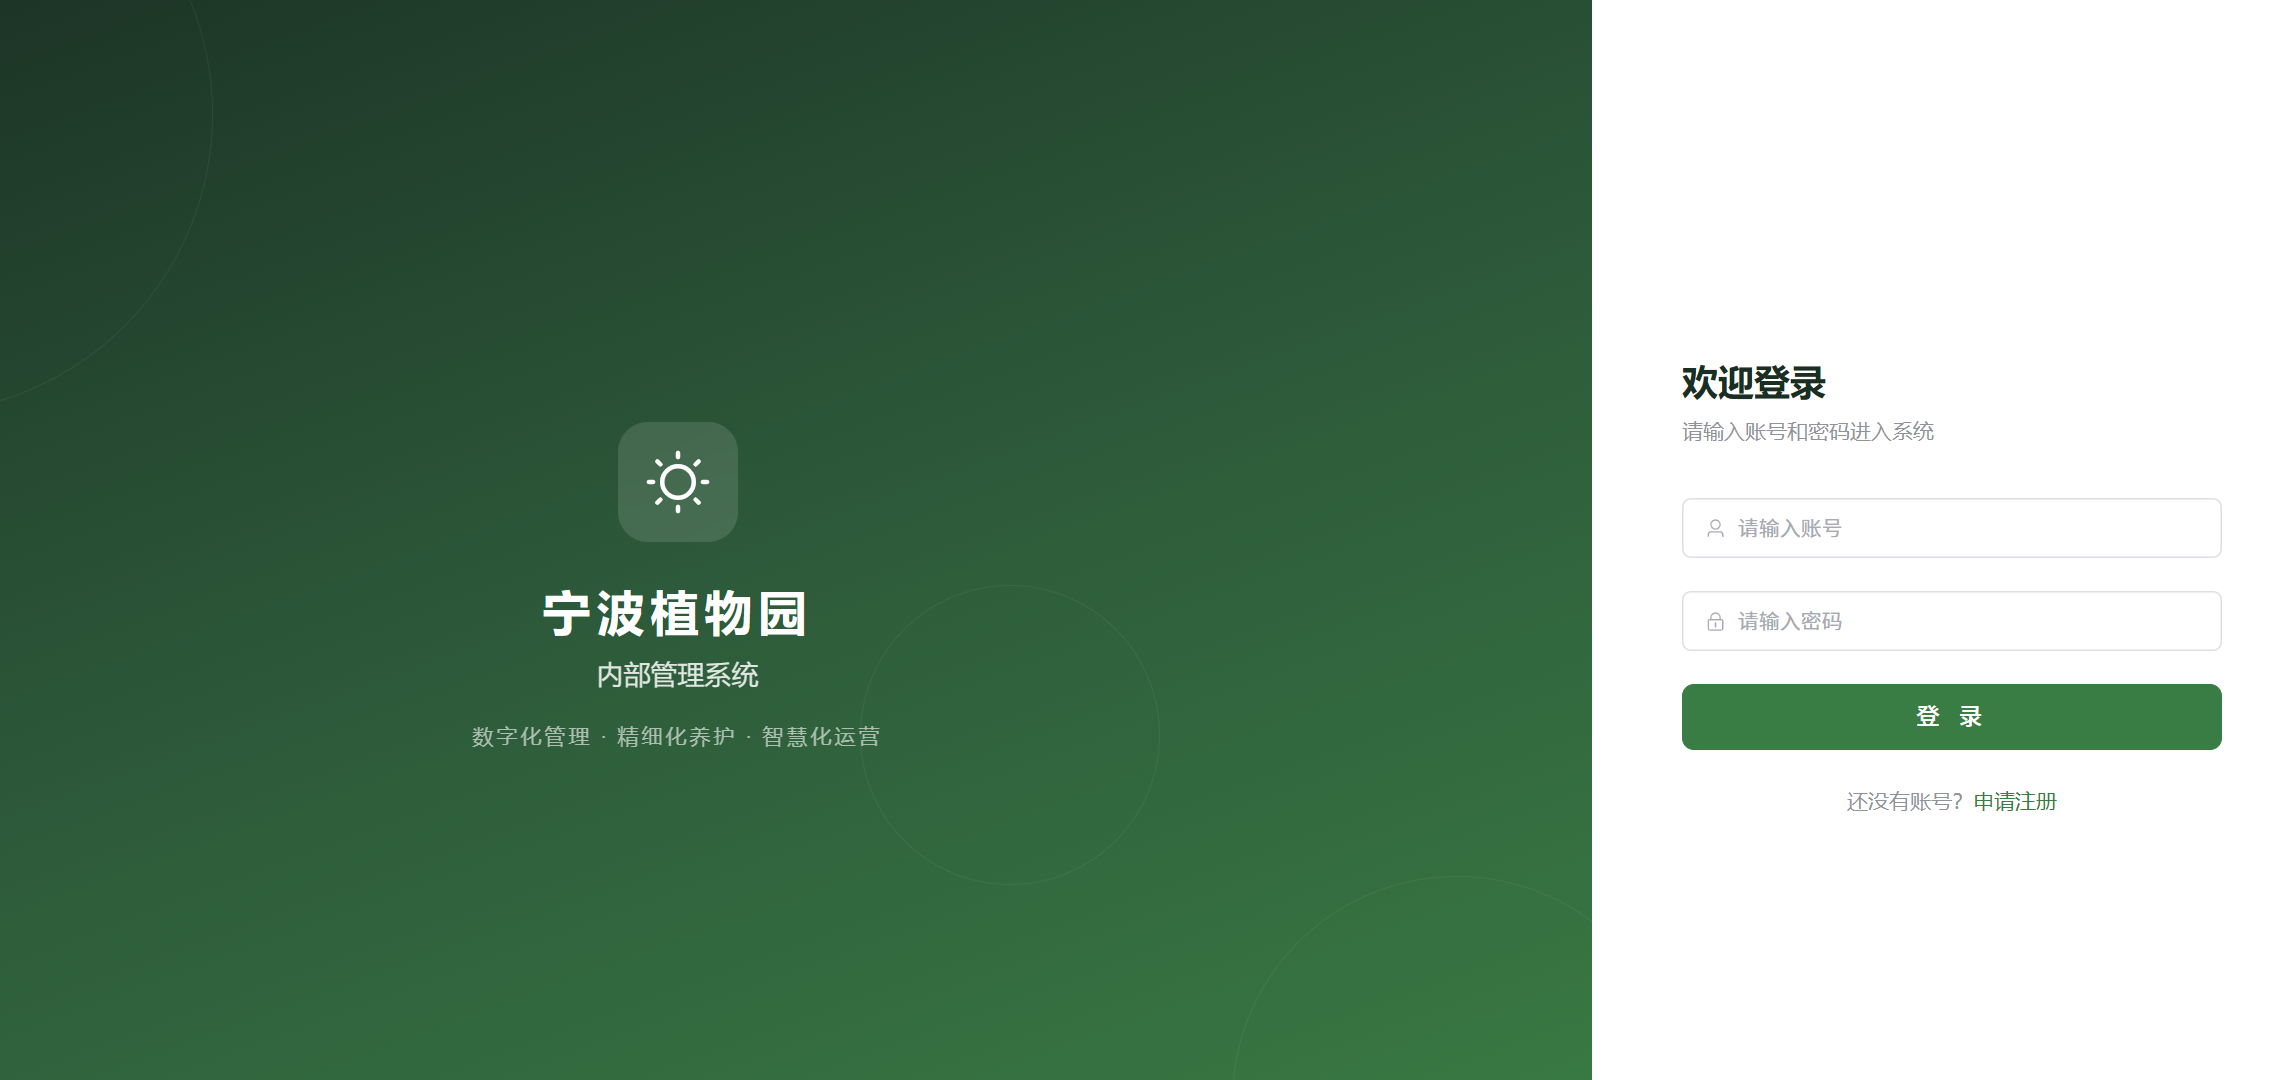 宁波植物园
内部管理系统
数字化管理 · 精细化养护 · 智慧化运营
欢迎登录
请输入账号和密码进入系统
请输入账号
请输入密码
登 录
还没有账号？申请注册